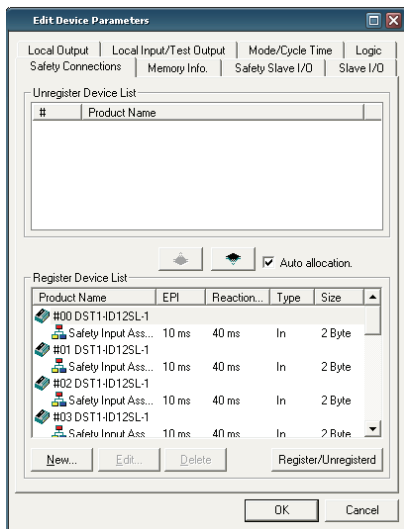 Edit Device Parameters
Local Output Local Input/Test Output Mode/Cycle Time Logic
Safety Connections Memory Info. Safety Slave I/O Slave I/O
Unregister Device List
# Product Name
Auto allocation.
Register Device List
Product Name EPI Reaction... Type Size
#00 DST1-ID12SL-1
Safety Input Ass... 10 ms 40 ms In 2 Byte
#01 DST1-ID12SL-1
Safety Input Ass... 10 ms 40 ms In 2 Byte
#02 DST1-ID12SL-1
Safety Input Ass... 10 ms 40 ms In 2 Byte
#03 DST1-ID12SL-1
Safety Input Ass... 10 ms 40 ms In 2 Byte
New... Edit... Delete Register/Unregisterd
OK Cancel